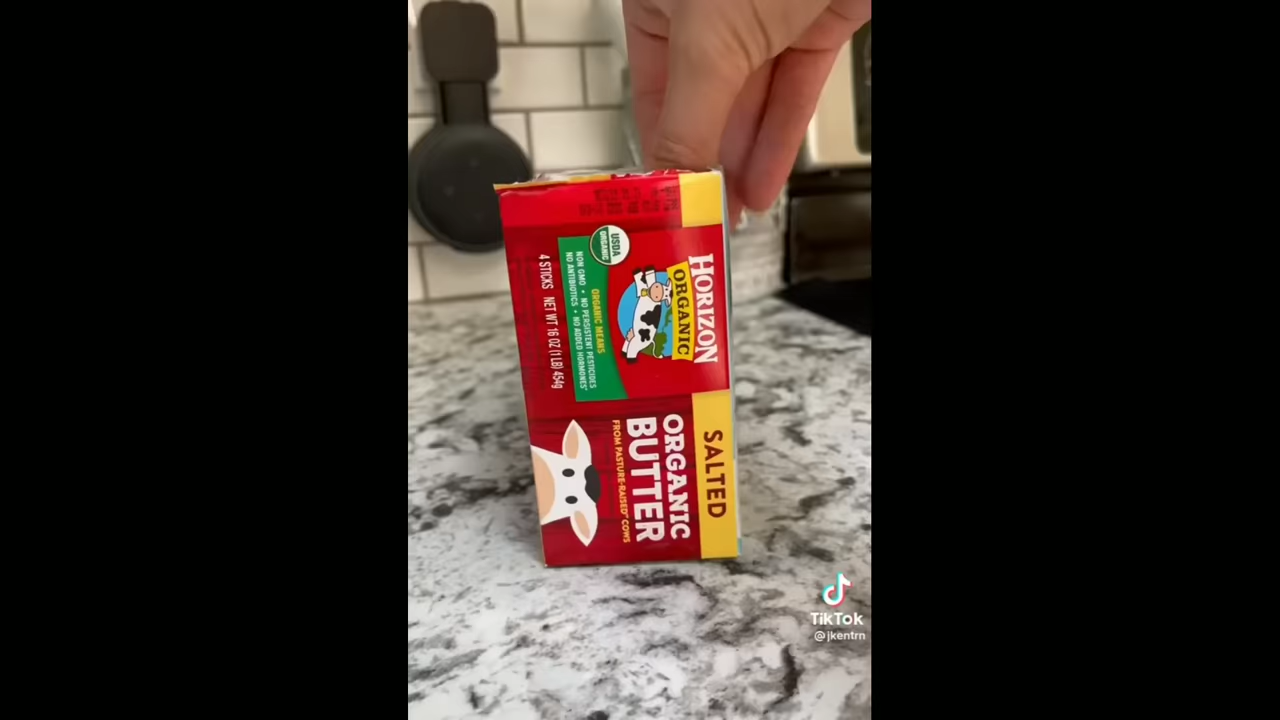 HORIZON
ORGANIC
USDA
ORGANIC
ORGANIC MEANS
NON GMO • NO PERSISTENT PESTICIDES
NO ANTIBIOTICS • NO ADDED HORMONES*
4 STICKS NET WT 16 OZ (1 LB) 454g
SALTED
ORGANIC
BUTTER
FROM PASTURE-RAISED* COWS
TikTok
@jkentrn